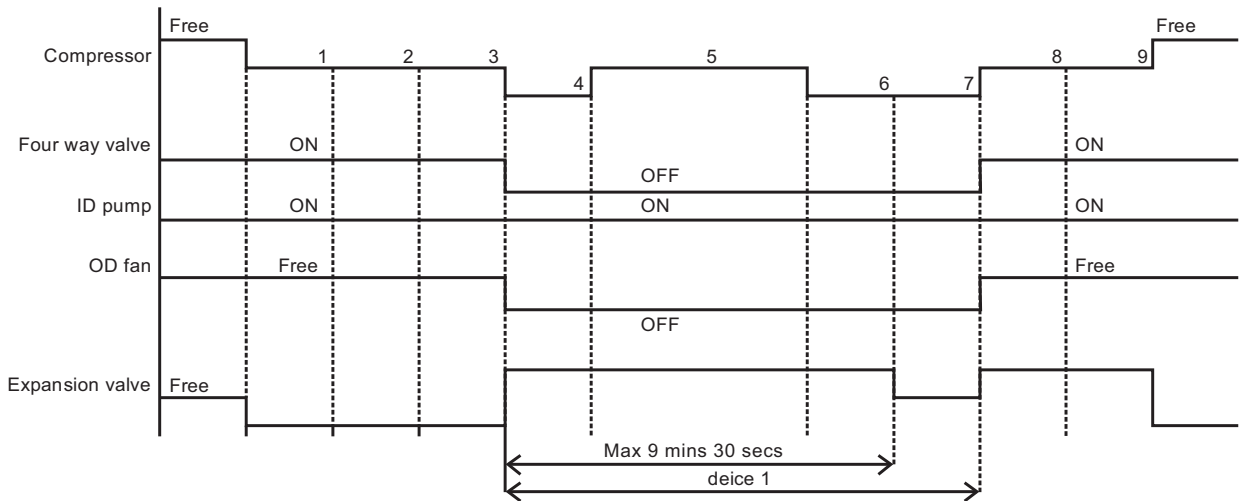 Free
Free
Compressor
1
2
3
4
5
6
7
8
9
Four way valve
ON
OFF
ON
ID pump
ON
ON
ON
OD fan
Free
OFF
Free
Expansion valve
Free
Max 9 mins 30 secs
deice 1